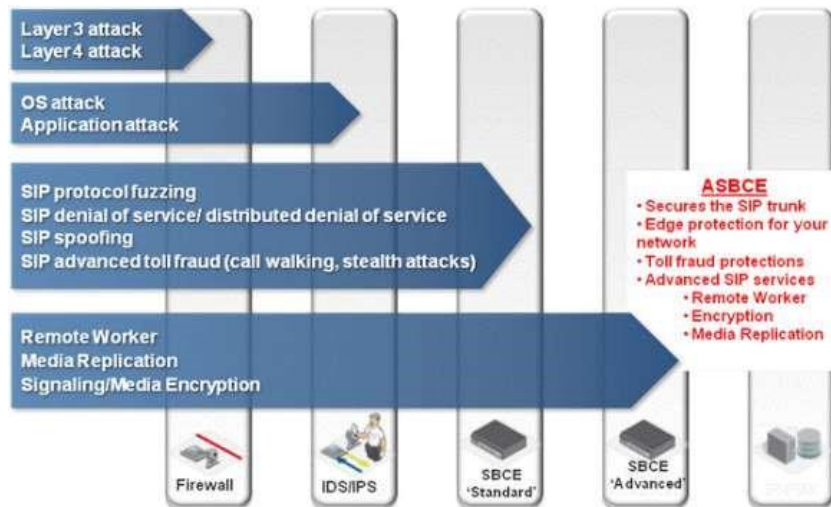 Layer 3 attack
Layer 4 attack
OS attack
Application attack
SIP protocol fuzzing
SIP denial of service/ distributed denial of service
SIP spoofing
SIP advanced toll fraud (call walking, stealth attacks)
Remote Worker
Media Replication
Signaling/Media Encryption
ASBCE
• Secures the SIP trunk
• Edge protection for your
network
• Toll fraud protections
• Advanced SIP services
• Remote Worker
• Encryption
• Media Replication
Firewall
IDS/IPS
SBCE
'Standard'
SBCE
'Advanced'